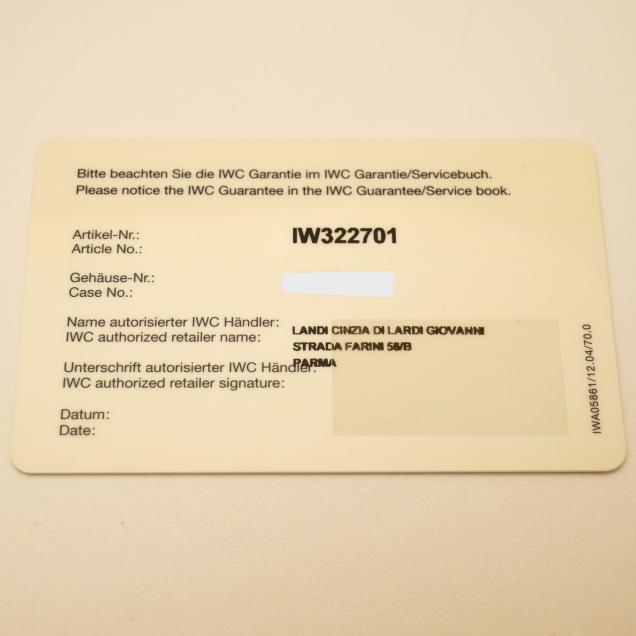 Bitte beachten Sie die IWC Garantie im IWC Garantie/Servicebuch.
Please notice the IWC Guarantee in the IWC Guarantee/Service book.
Artikel-Nr.:
Article No.:
IW322701
Gehäuse-Nr.:
Case No.:
Name autorisierter IWC Händler:
IWC authorized retailer name:
LANDI CINZIA DI LARDI GIOVANNI
STRADA FARINI 56/B
PARMA
Unterschrift autorisierter IWC Händler:
IWC authorized retailer signature:
Datum:
Date:
IWA05861/12.04/70.0